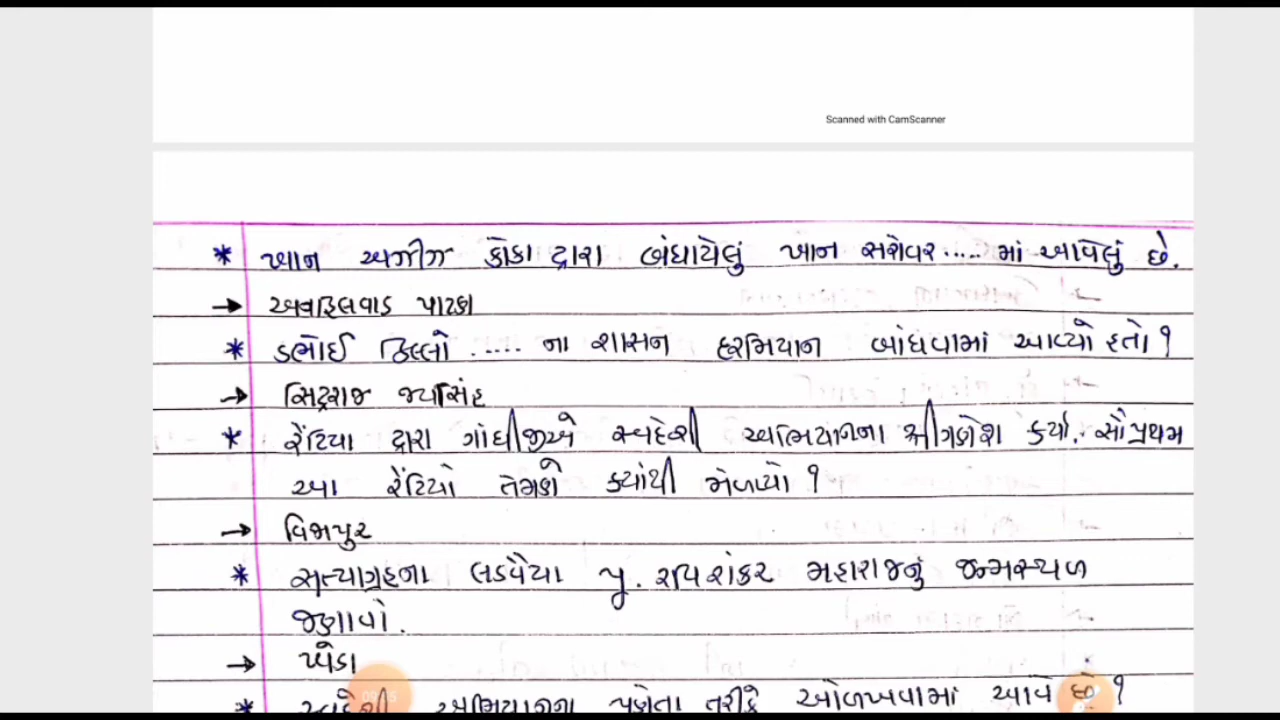 Scanned with CamScanner
* ખાન અઝીઝ કોકા દ્વારા બંધાયેલું ખાન સરોવર ..... માં આવેલું છે.
→ અણહિલવાડ પાટણ
* ડભોઈ કિલ્લો ..... ના શાસન દરમિયાન બાંધવામાં આવ્યો હતો ?
→ સિદ્ધરાજ જયસિંહ
* રેંટિયા દ્વારા ગાંધીજીએ સ્વદેશી અભિયાનના શ્રીગણેશ કર્યા. સૌપ્રથમ
આ રેંટિયો તેમણે ક્યાંથી મેળવ્યો ?
→ વિજાપુર
* સત્યાગ્રહના લડવૈયા પૂ. રવિશંકર મહારાજનું જન્મસ્થળ
જણાવો.
→ ખેડા
* અભિયાનના પ્રણેતા તરીકે ઓળખવામાં આવે છે ?